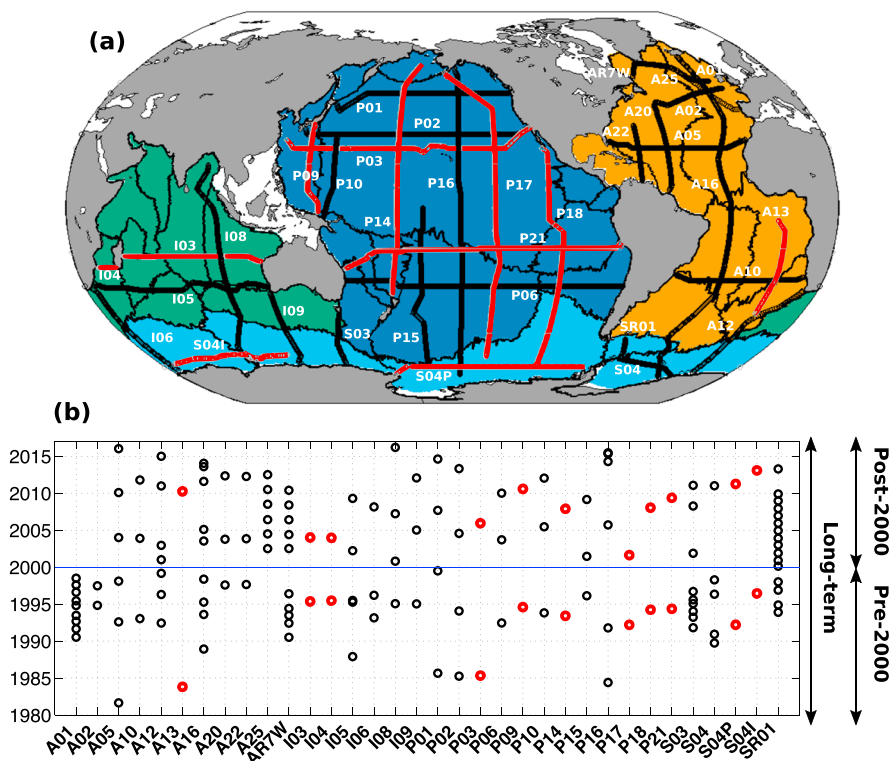 (a)
AR7W
A01
A25
A20
A02
A22
A05
A16
A13
A10
A12
SR01
S04
P01
P02
P03
P09
P10
P16
P17
P14
P18
P21
P06
P15
S03
S04P
I03
I08
I04
I05
I09
I06
S04I
(b)
2015
2010
2005
2000
1995
1990
1985
1980
A01
A02
A05
A10
A12
A13
A16
A20
A22
A25
AR7W
I03
I04
I05
I06
I08
I09
P01
P02
P03
P06
P09
P10
P14
P15
P16
P17
P18
P21
S03
S04
S04P
S04I
SR01
Long-term
Post-2000
Pre-2000